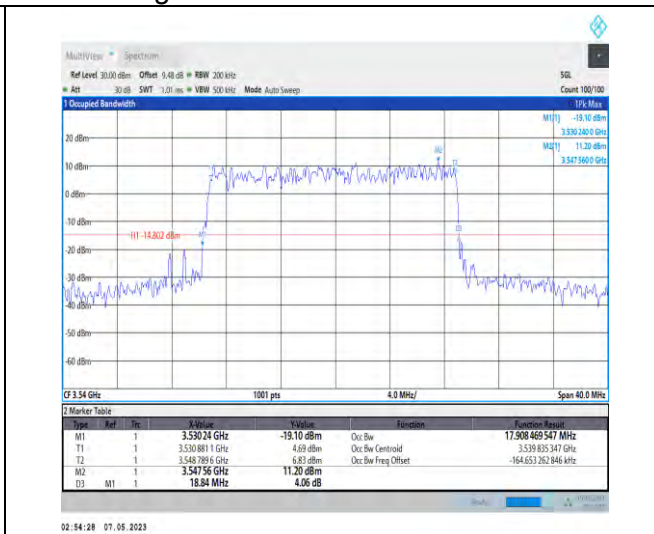 MultiView Spectrum
Ref Level 30.00 dBm Offset 9.48 dB RBW 200 kHz SGL
Att 30 dB SWT 1.01 ms VBW 500 kHz Mode Auto Sweep Count 100/100
1 Occupied Bandwidth 1Pk Max
M1[1] -19.10 dBm
3.530 240 0 GHz
M2[1] 11.20 dBm
3.547 560 0 GHz
20 dBm
10 dBm
0 dBm
-10 dBm
H1 -14.802 dBm
-20 dBm
-30 dBm
-40 dBm
-50 dBm
-60 dBm
M1
M2
T2
D3
CF 3.54 GHz 1001 pts 4.0 MHz/ Span 40.0 MHz
2 Marker Table
Type Ref Trc X-Value Y-Value Function Function Result
M1 1 3.530 24 GHz -19.10 dBm Occ Bw 17.908 469 547 MHz
T1 1 3.530 881 1 GHz 4.69 dBm Occ Bw Centroid 3.539 835 347 GHz
T2 1 3.548 789 6 GHz 6.83 dBm Occ Bw Freq Offset -164.653 262 846 kHz
M2 1 3.547 56 GHz 11.20 dBm
D3 M1 1 18.84 MHz 4.06 dB
02:54:28 07.05.2023